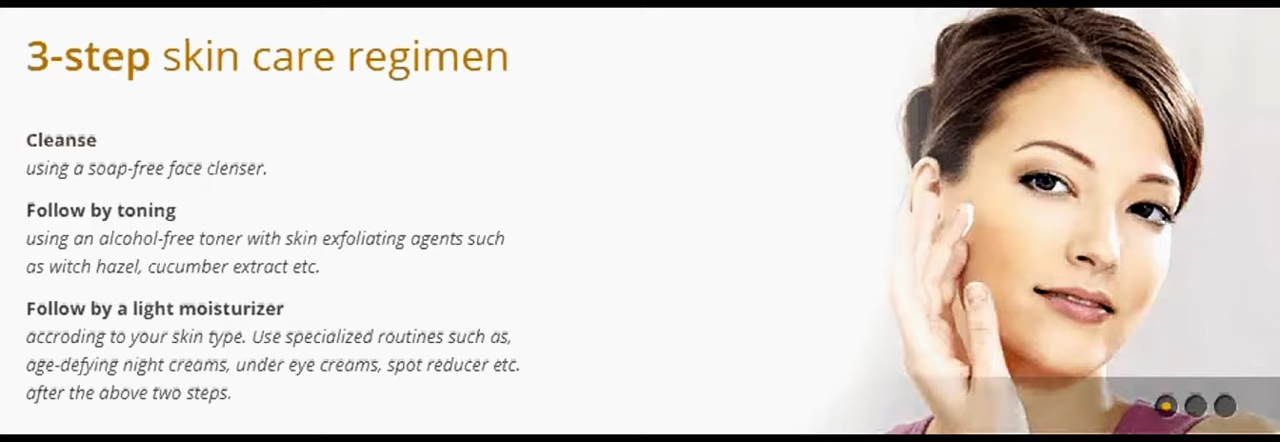 3-step skin care regimen
Cleanse
using a soap-free face clenser.
Follow by toning
using an alcohol-free toner with skin exfoliating agents such
as witch hazel, cucumber extract etc.
Follow by a light moisturizer
accroding to your skin type. Use specialized routines such as,
age-defying night creams, under eye creams, spot reducer etc.
after the above two steps.